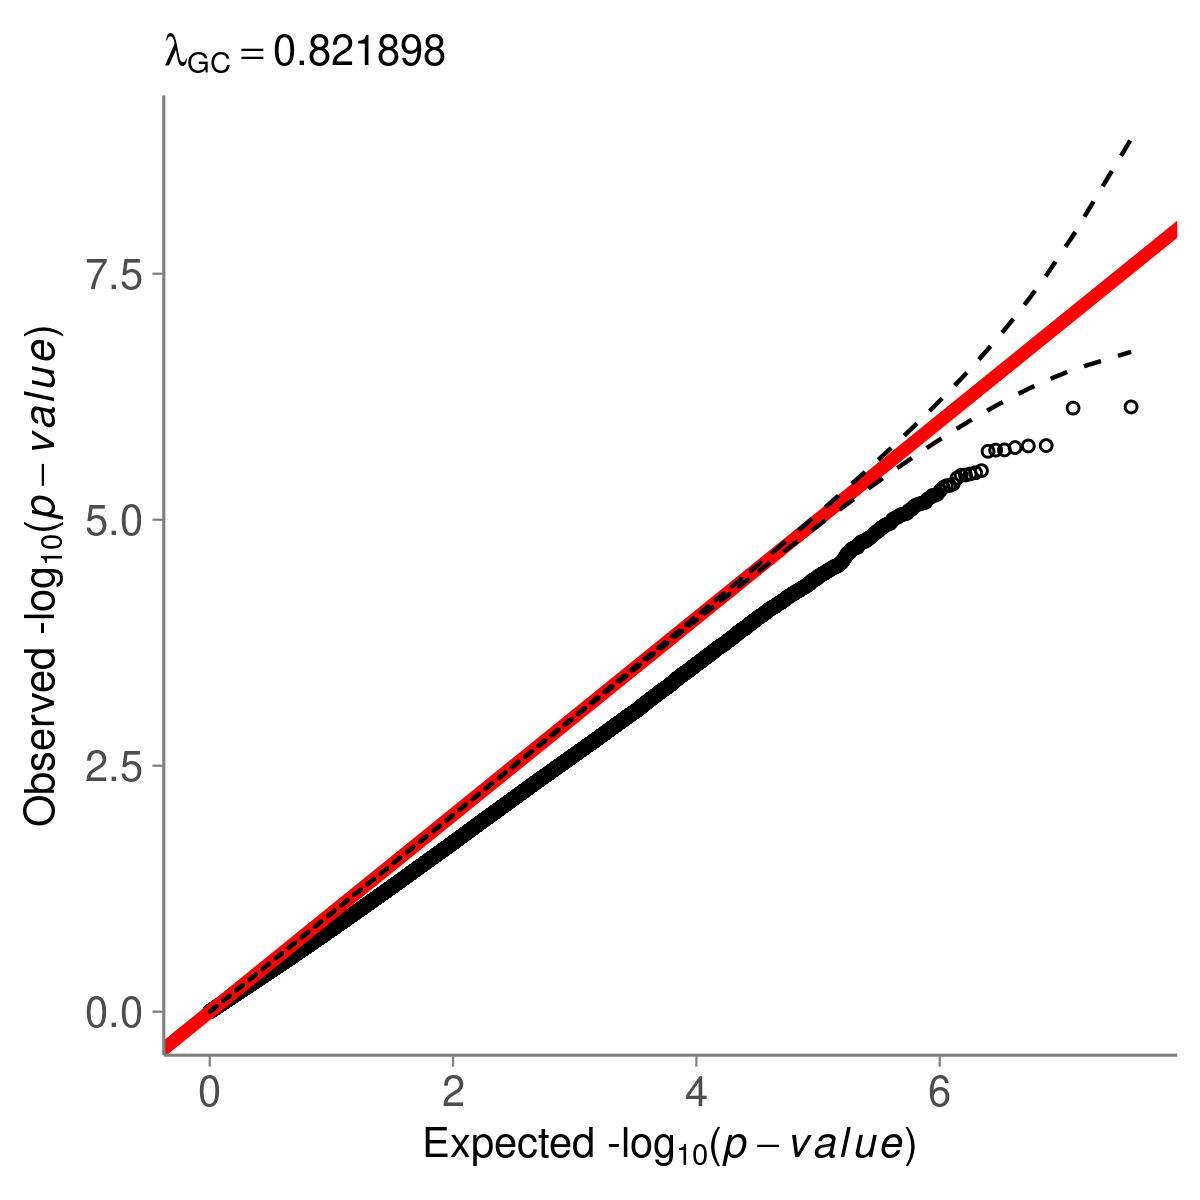 λGC = 0.821898
Observed -log10(p − value)
7.5
5.0
2.5
0.0
0 2 4 6
Expected -log10(p − value)